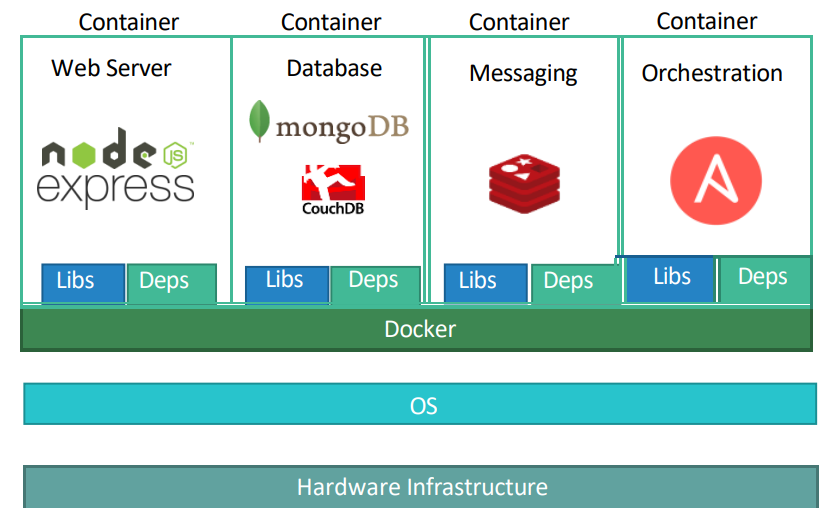 Container
Container
Container
Container
Web Server
Database
Messaging
Orchestration
node JS ™
express
mongoDB
CouchDB
Libs
Deps
Libs
Deps
Libs
Deps
Libs
Deps
Docker
OS
Hardware Infrastructure